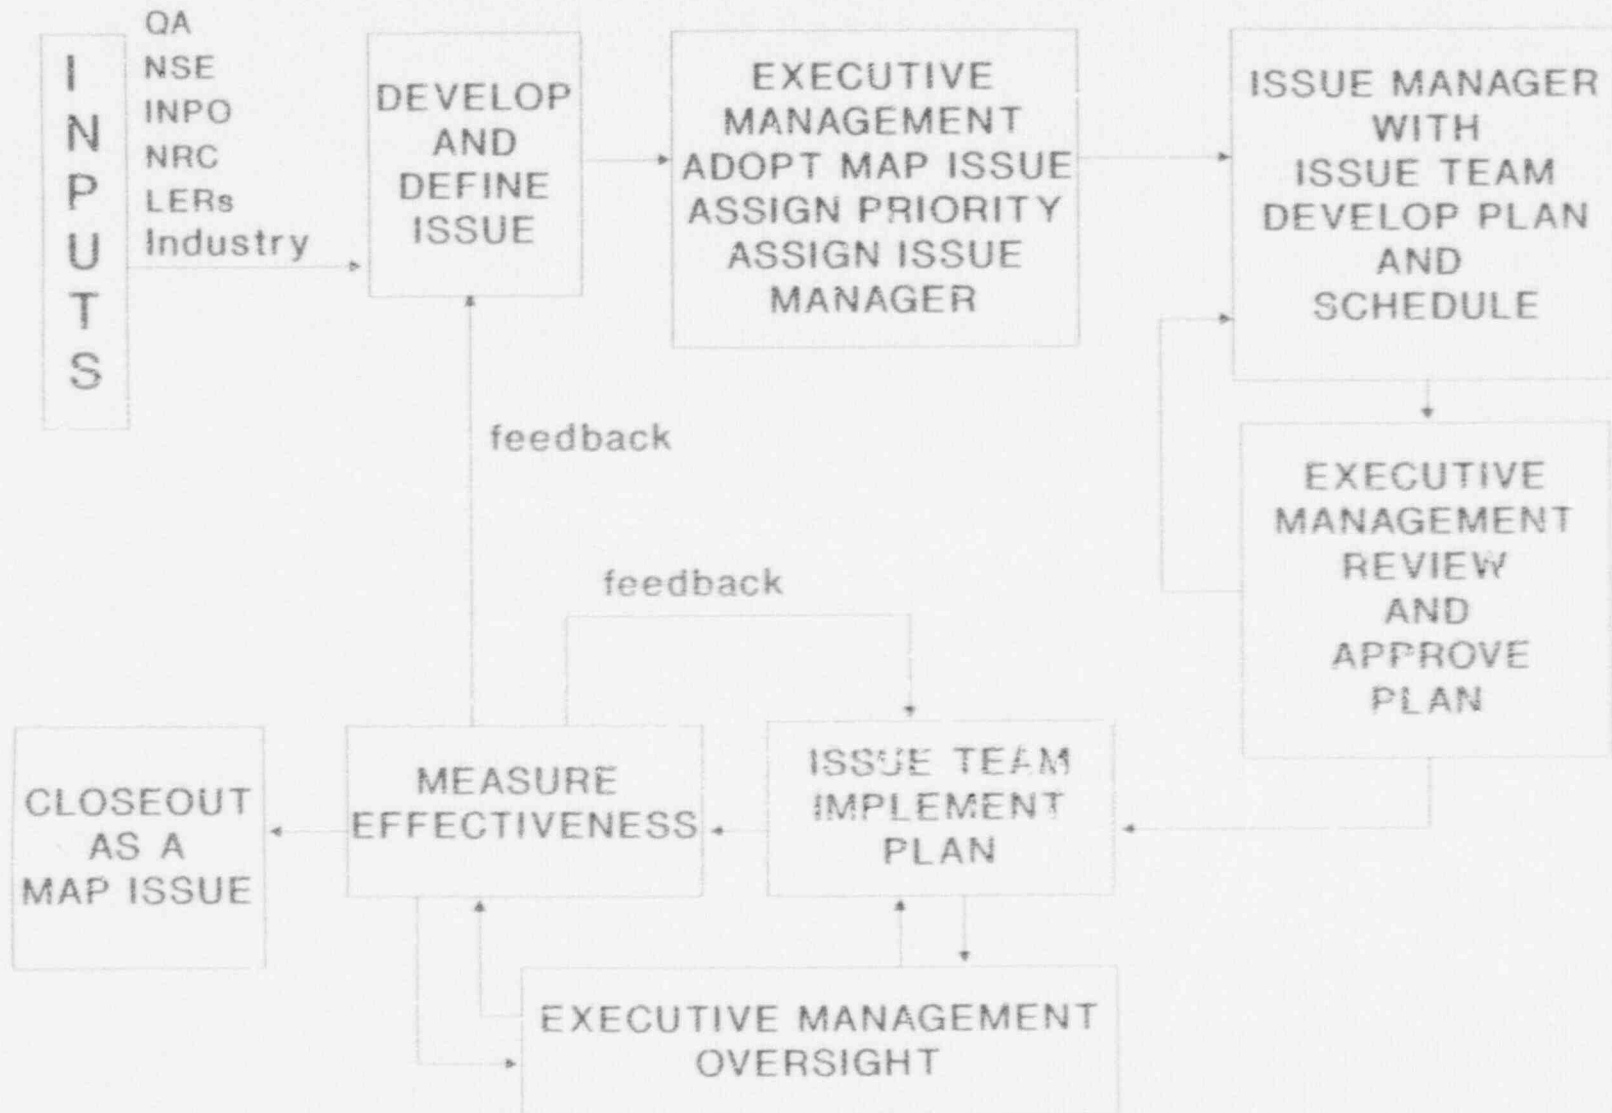 INPUTS
QA
NSE
INPO
NRC
LERs
Industry
DEVELOP
AND
DEFINE
ISSUE
EXECUTIVE
MANAGEMENT
ADOPT MAP ISSUE
ASSIGN PRIORITY
ASSIGN ISSUE
MANAGER
ISSUE MANAGER
WITH
ISSUE TEAM
DEVELOP PLAN
AND
SCHEDULE
feedback
EXECUTIVE
MANAGEMENT
REVIEW
AND
APPROVE
PLAN
feedback
CLOSEOUT
AS A
MAP ISSUE
MEASURE
EFFECTIVENESS
ISSUE TEAM
IMPLEMENT
PLAN
EXECUTIVE MANAGEMENT
OVERSIGHT